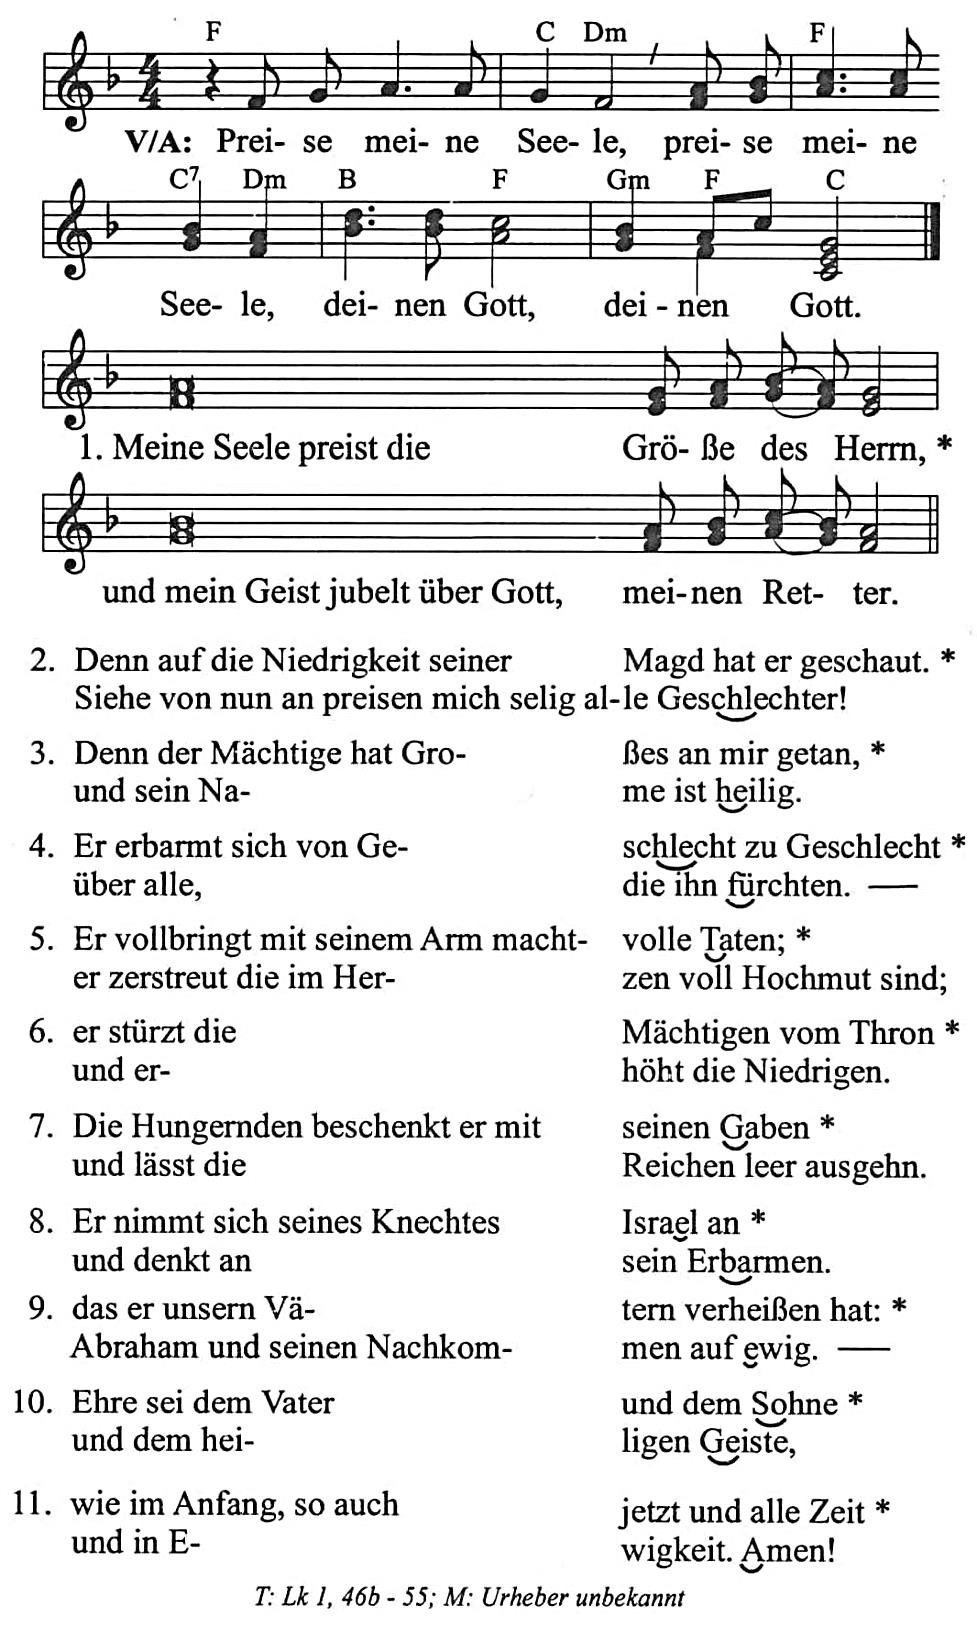 F C Dm F
V/A: Prei- se mei- ne See- le, prei- se mei- ne
C7 Dm B F Gm F C
See- le, dei- nen Gott, dei - nen Gott.
1. Meine Seele preist die Grö- ße des Herrn, *
und mein Geist jubelt über Gott, mei-nen Ret- ter.
2. Denn auf die Niedrigkeit seiner Magd hat er geschaut. *
Siehe von nun an preisen mich selig al-le Geschlechter!
3. Denn der Mächtige hat Gro- ßes an mir getan, *
und sein Na- me ist heilig.
4. Er erbarmt sich von Ge- schlecht zu Geschlecht *
über alle, die ihn fürchten. —
5. Er vollbringt mit seinem Arm macht- volle Taten; *
er zerstreut die im Her- zen voll Hochmut sind;
6. er stürzt die Mächtigen vom Thron *
und er- höht die Niedrigen.
7. Die Hungernden beschenkt er mit seinen Gaben *
und lässt die Reichen leer ausgehn.
8. Er nimmt sich seines Knechtes Israel an *
und denkt an sein Erbarmen.
9. das er unsern Vä- tern verheißen hat: *
Abraham und seinen Nachkom- men auf ewig. —
10. Ehre sei dem Vater und dem Sohne *
und dem hei- ligen Geiste,
11. wie im Anfang, so auch jetzt und alle Zeit *
und in E- wigkeit. Amen!
T: Lk 1, 46b - 55; M: Urheber unbekannt